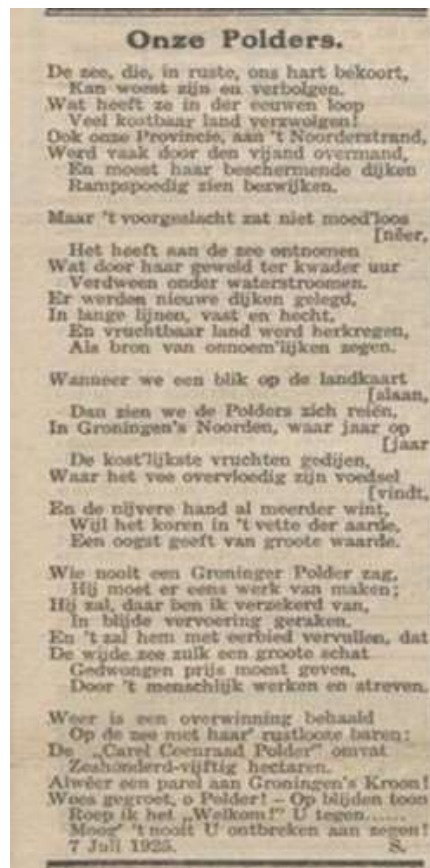 Onze Polders.
De zee, die, in ruste, ons hart bekoort,
Kan woest zijn en verbolgen.
Wat heeft ze in der eeuwen loop
Veel kostbaar land verzwolgen!
Ook onze Provincie, aan 't Noorderstrand,
Werd vaak door den vijand overmand,
En moest haar beschermende dijken
Rampspoedig zien bezwijken.
Maar 't voorgeslacht zat niet moed'loos
[nêer,
Het heeft aan de zee ontnomen
Wat door haar geweld ter kwader uur
Verdween onder waterstroomen.
Er werden nieuwe dijken gelegd,
In lange lijnen, vast en hecht,
En vruchtbaar land werd herkregen,
Als bron van onnoem'lijken zegen.
Wanneer we een blik op de landkaart
[slaan,
Dan zien we de Polders zich reiën,
In Groningen's Noorden, waar jaar op
[jaar
De kost'lijkste vruchten gedijen,
Waar het vee overvloedig zijn voedsel
[vindt,
En de nijvere hand al meerder wint,
Wijl het koren in 't vette der aarde,
Een oogst geeft van groote waarde.
Wie nooit een Groninger Polder zag,
Hij moet er eens werk van maken;
Hij zal, daar ben ik verzekerd van,
In blijde vervoering geraken.
En 't zal hem met eerbied vervullen, dat
De wijde zee zulk een groote schat
Gedwongen prijs moest geven,
Door 't menschlijk werken en streven.
Weer is een overwinning behaald
Op de zee met haar' rustlooze baren:
De „Carel Coenraad Polder" omvat
Zeshonderd-vijftig hectaren.
Alwéer een parel aan Groningen's Kroon!
Wees gegroet, o Polder! — Op blijden toon
Roep ik het „Welkom!" U tegen......
Moog' 't nooit U ontbreken aan zegen!
7 Juli 1925. S.